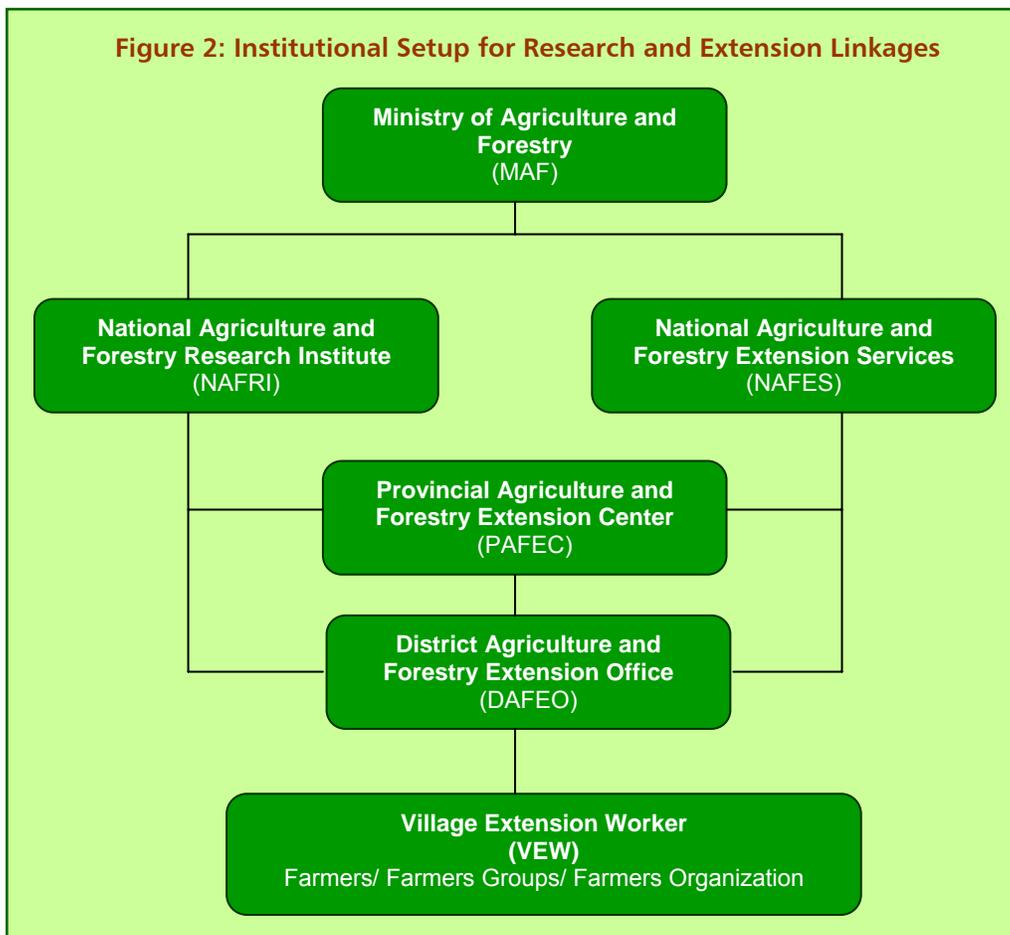 Figure 2: Institutional Setup for Research and Extension Linkages
Ministry of Agriculture and
Forestry
(MAF)
National Agriculture and
Forestry Research Institute
(NAFRI)
National Agriculture and
Forestry Extension Services
(NAFES)
Provincial Agriculture and
Forestry Extension Center
(PAFEC)
District Agriculture and
Forestry Extension Office
(DAFEO)
Village Extension Worker
(VEW)
Farmers/ Farmers Groups/ Farmers Organization